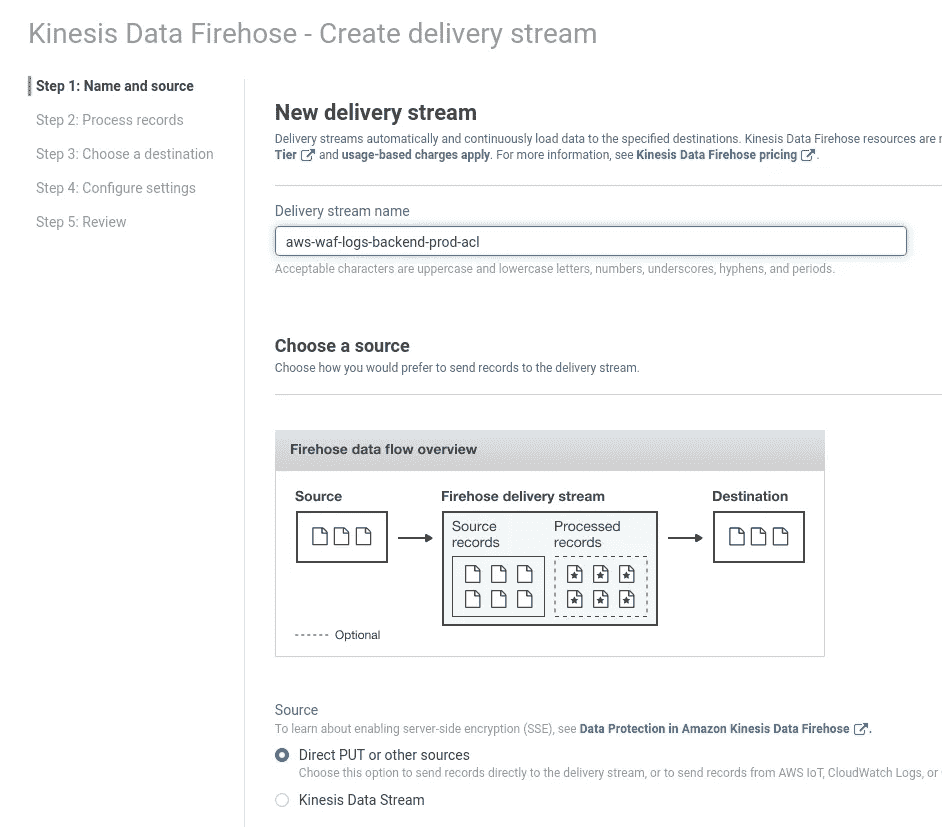 Kinesis Data Firehose - Create delivery stream
Step 1: Name and source
Step 2: Process records
Step 3: Choose a destination
Step 4: Configure settings
Step 5: Review
New delivery stream
Delivery streams automatically and continuously load data to the specified destinations. Kinesis Data Firehose resources are
Tier and usage-based charges apply. For more information, see Kinesis Data Firehose pricing.
Delivery stream name
aws-waf-logs-backend-prod-acl
Acceptable characters are uppercase and lowercase letters, numbers, underscores, hyphens, and periods.
Choose a source
Choose how you would prefer to send records to the delivery stream.
Firehose data flow overview
Source
Firehose delivery stream
Destination
Source records
Processed records
Optional
Source
To learn about enabling server-side encryption (SSE), see Data Protection in Amazon Kinesis Data Firehose.
Direct PUT or other sources
Choose this option to send records directly to the delivery stream, or to send records from AWS IoT, CloudWatch Logs, or
Kinesis Data Stream